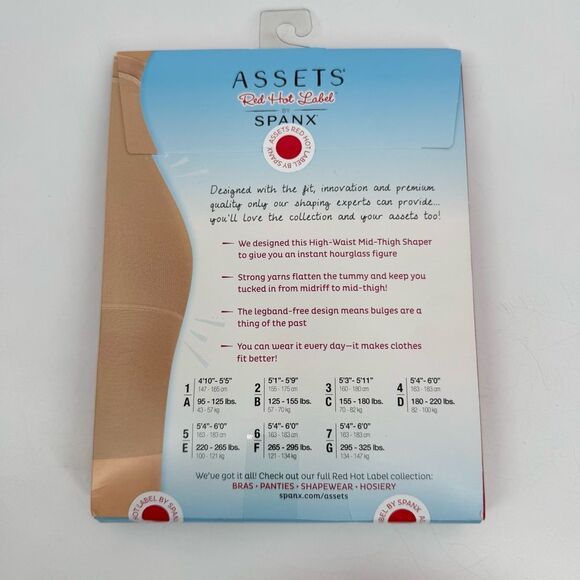 ASSETS®
Red Hot Label®
BY
SPANX®
ASSETS RED HOT LABEL BY SPANX
Designed with the fit, innovation and premium
quality only our shaping experts can provide...
you'll love the collection and your assets too!
— We designed this High-Waist Mid-Thigh Shaper
to give you an instant hourglass figure
— Strong yarns flatten the tummy and keep you
tucked in from midriff to mid-thigh!
— The legband-free design means bulges are a
thing of the past
— You can wear it every day—it makes clothes
fit better!
1 A 4'10"- 5'5" 147 - 165 cm 95 - 125 lbs. 43 - 57 kg
2 B 5'1"- 5'9" 155 - 175 cm 125 - 155 lbs. 57 - 70 kg
3 C 5'3"- 5'11" 160 - 180 cm 155 - 180 lbs. 70 - 82 kg
4 D 5'4"- 6'0" 163 - 183 cm 180 - 220 lbs. 82 - 100 kg
5 E 5'4"- 6'0" 163 - 183 cm 220 - 265 lbs. 100 - 121 kg
6 F 5'4"- 6'0" 163 - 183 cm 265 - 295 lbs. 121 - 134 kg
7 G 5'4"- 6'0" 163 - 183 cm 295 - 325 lbs. 134 - 147 kg
We've got it all! Check out our full Red Hot Label collection:
BRAS • PANTIES • SHAPEWEAR • HOSIERY
spanx.com/assets
HOT LABEL BY SPANX
LABEL BY SPANX